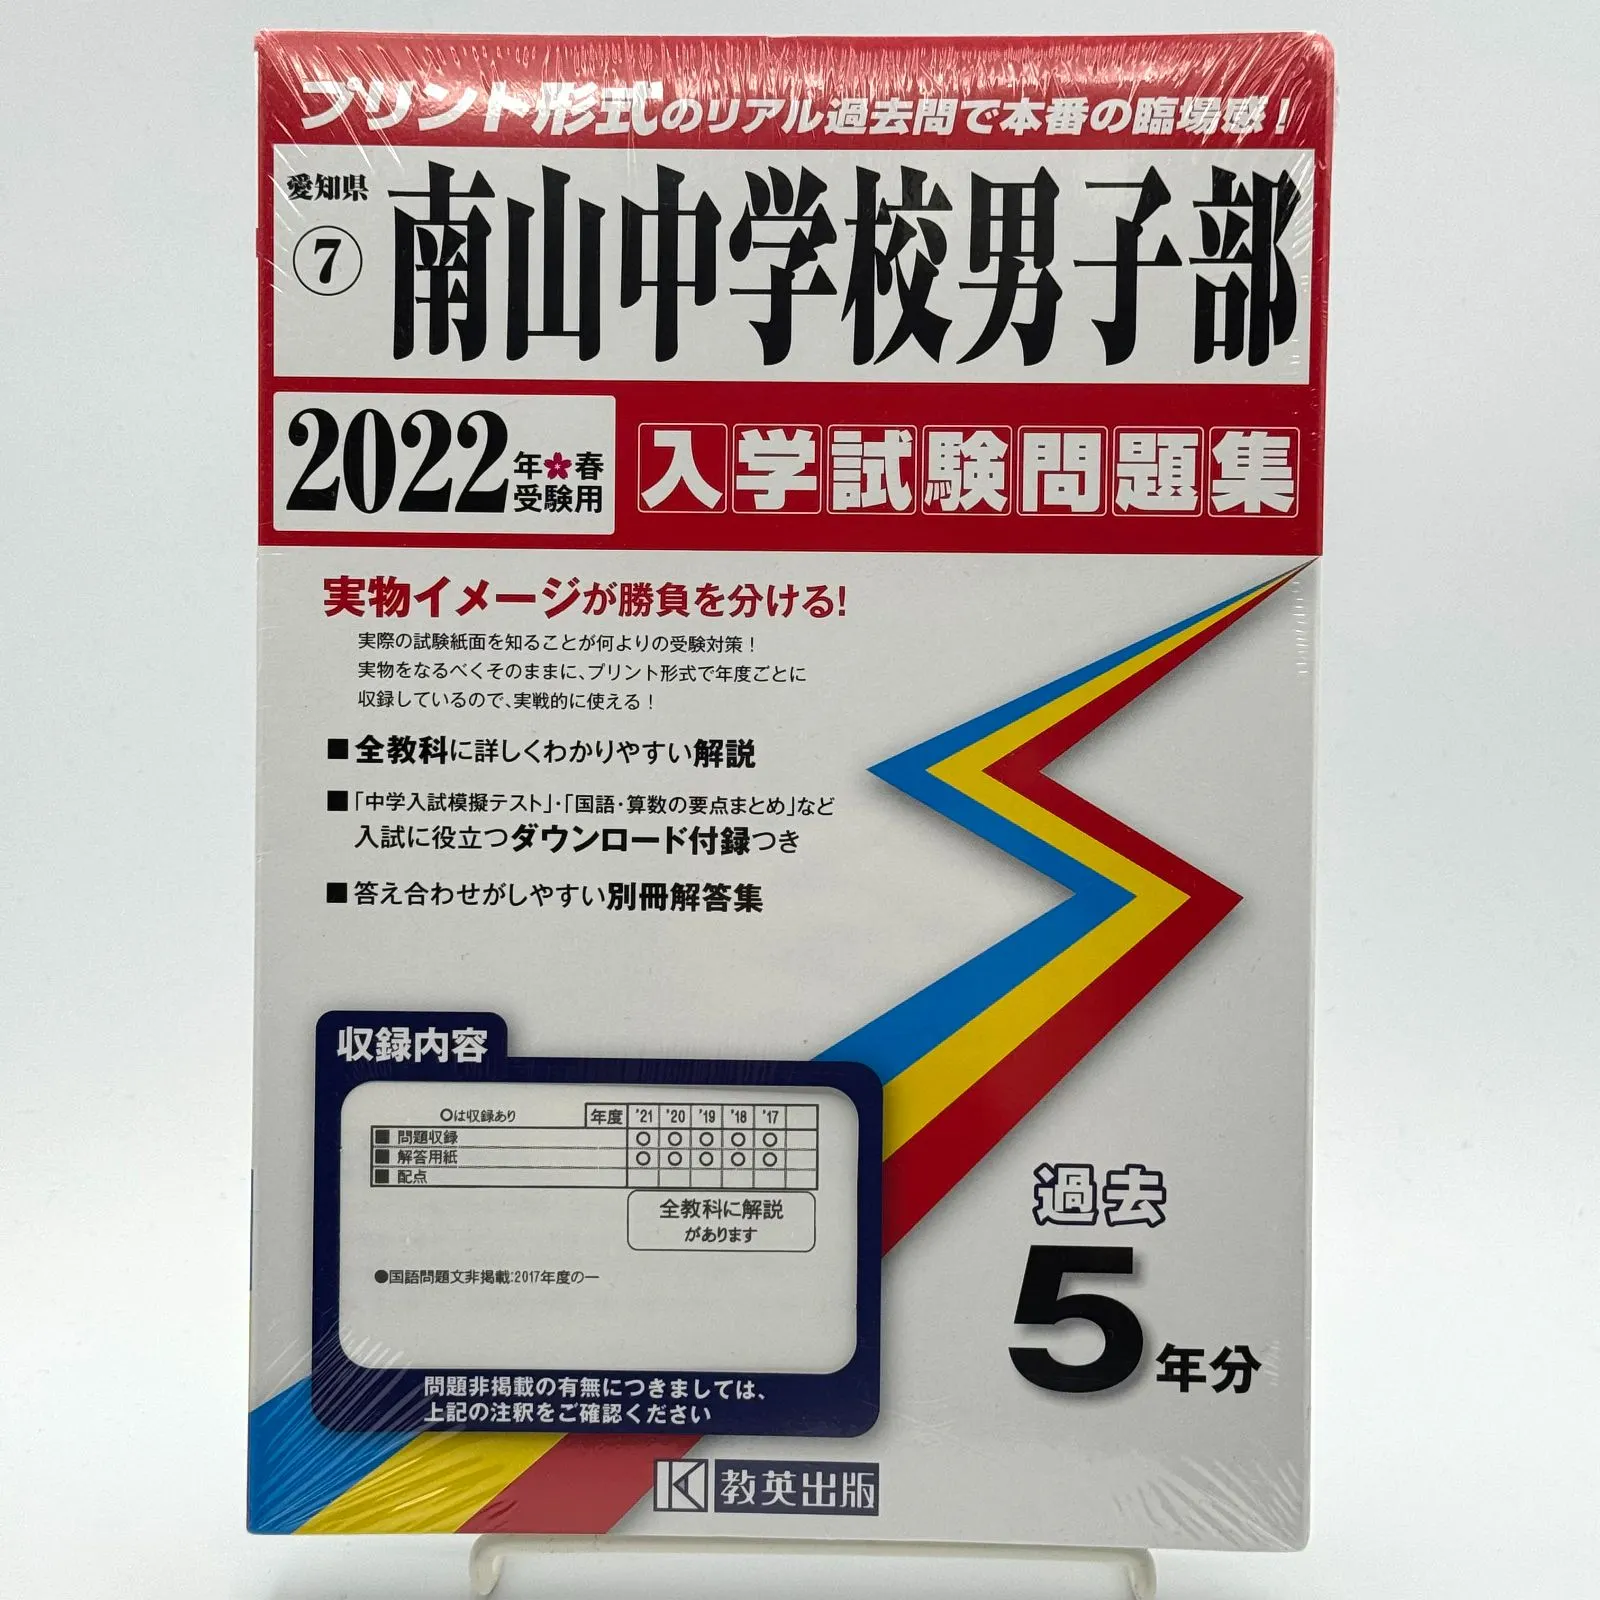 プリント形式のリアル過去問で本番の臨場感！
愛知県
⑦
南山中学校男子部
2022年春
受験用
入学試験問題集
実物イメージが勝負を分ける！
実際の試験紙面を知ることが何よりの受験対策！
実物をなるべくそのままに、プリント形式で年度ごとに
収録しているので、実戦的に使える！
■全教科に詳しくわかりやすい解説
■「中学入試模擬テスト」・「国語・算数の要点まとめ」など
入試に役立つダウンロード付録つき
■答え合わせがしやすい別冊解答集
収録内容
○は収録あり 年度 '21 '20 '19 '18 '17
■ 問題収録 ○ ○ ○ ○ ○
■ 解答用紙 ○ ○ ○ ○ ○
■ 配点
全教科に解説
があります
●国語問題文非掲載:2017年度の一
問題非掲載の有無につきましては、
上記の注釈をご確認ください
過去
5年分
K 教英出版